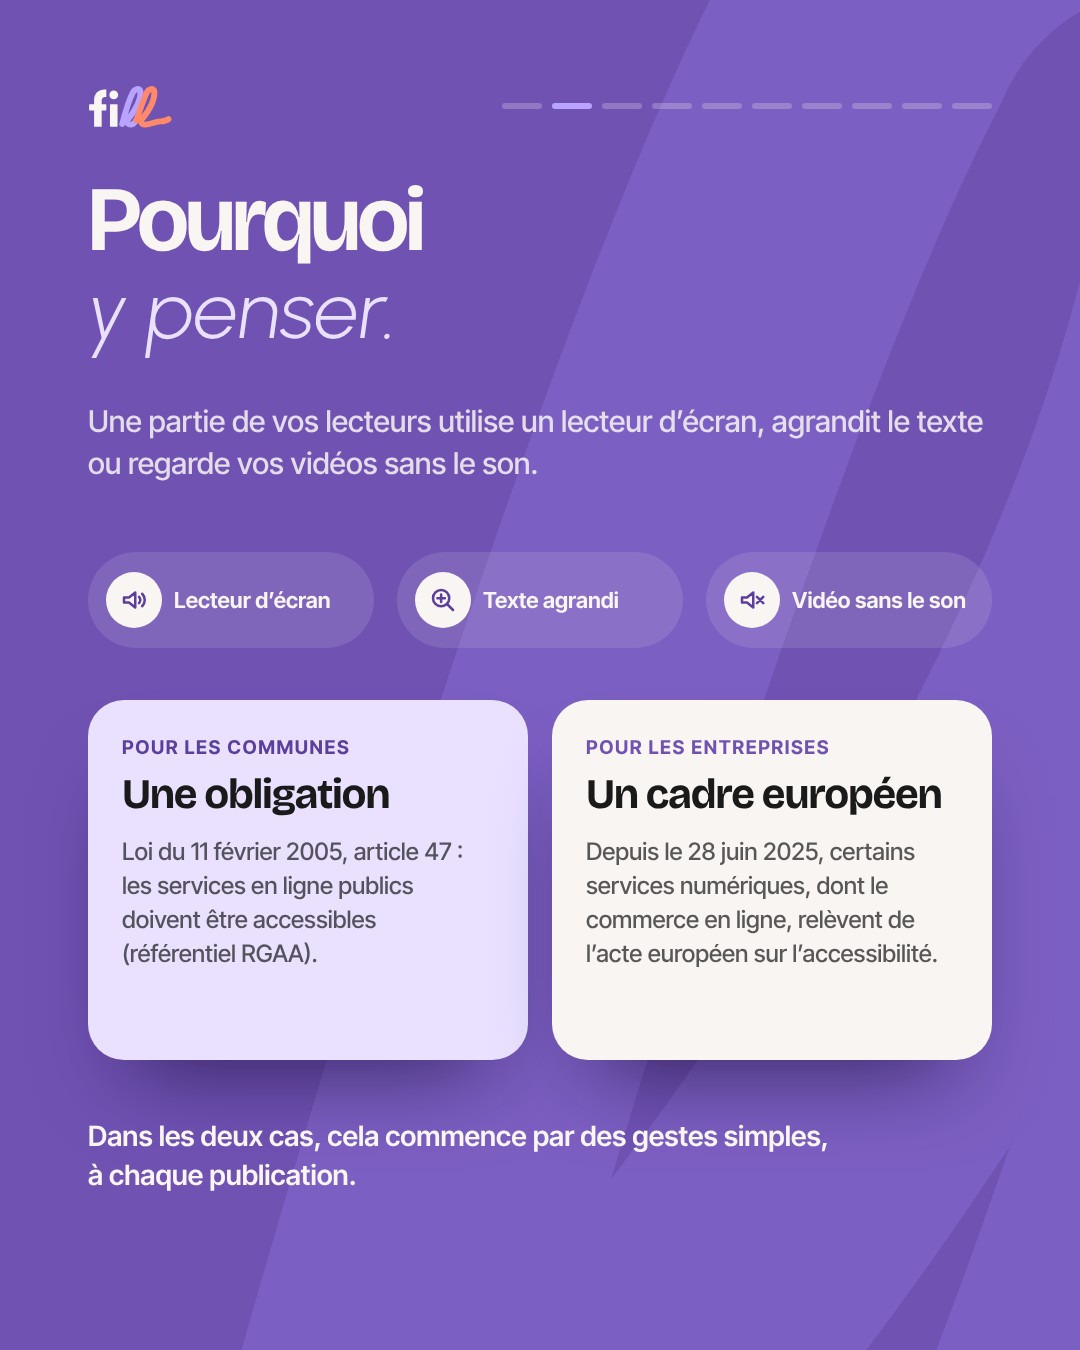 fill
Pourquoi
y penser.
Une partie de vos lecteurs utilise un lecteur d’écran, agrandit le texte
ou regarde vos vidéos sans le son.
Lecteur d’écran
Texte agrandi
Vidéo sans le son
POUR LES COMMUNES
Une obligation
Loi du 11 février 2005, article 47 :
les services en ligne publics
doivent être accessibles
(référentiel RGAA).
POUR LES ENTREPRISES
Un cadre européen
Depuis le 28 juin 2025, certains
services numériques, dont le
commerce en ligne, relèvent de
l’acte européen sur l’accessibilité.
Dans les deux cas, cela commence par des gestes simples,
à chaque publication.